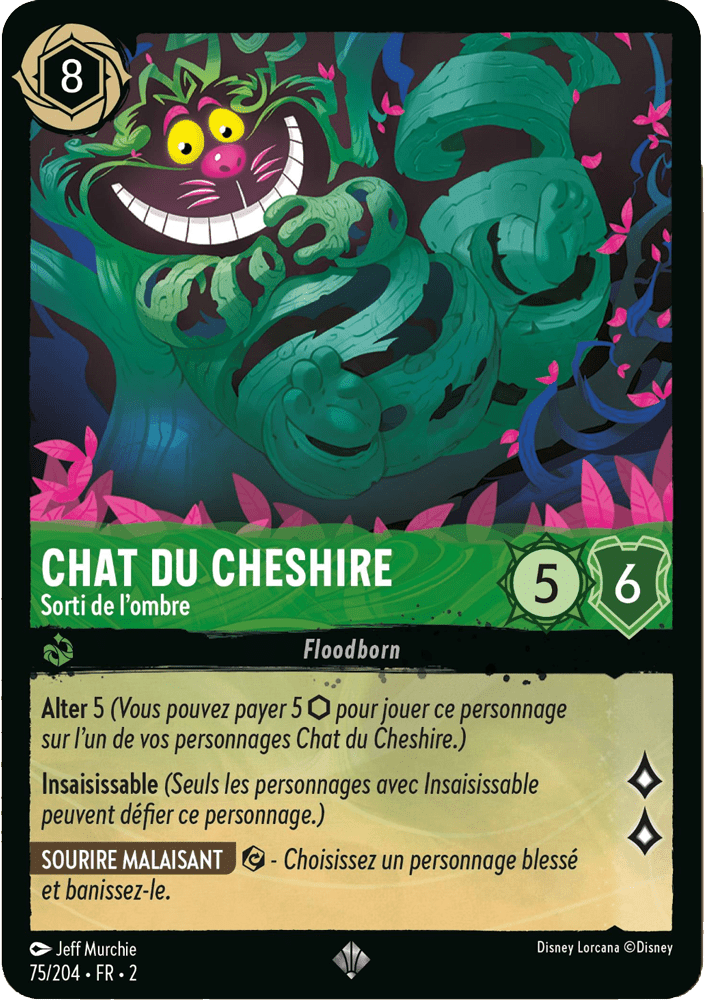 8
CHAT DU CHESHIRE
Sorti de l'ombre
5
6
Floodborn
Alter 5 (Vous pouvez payer 5 ⬡ pour jouer ce personnage
sur l'un de vos personnages Chat du Cheshire.)
Insaisissable (Seuls les personnages avec Insaisissable
peuvent défier ce personnage.)
SOURIRE MALAISANT - Choisissez un personnage blessé
et banissez-le.
Jeff Murchie
Disney Lorcana ©Disney
75/204 • FR • 2